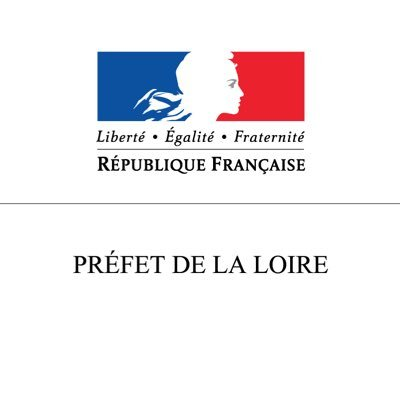 Liberté • Égalité • Fraternité
RÉPUBLIQUE FRANÇAISE
PRÉFET DE LA LOIRE